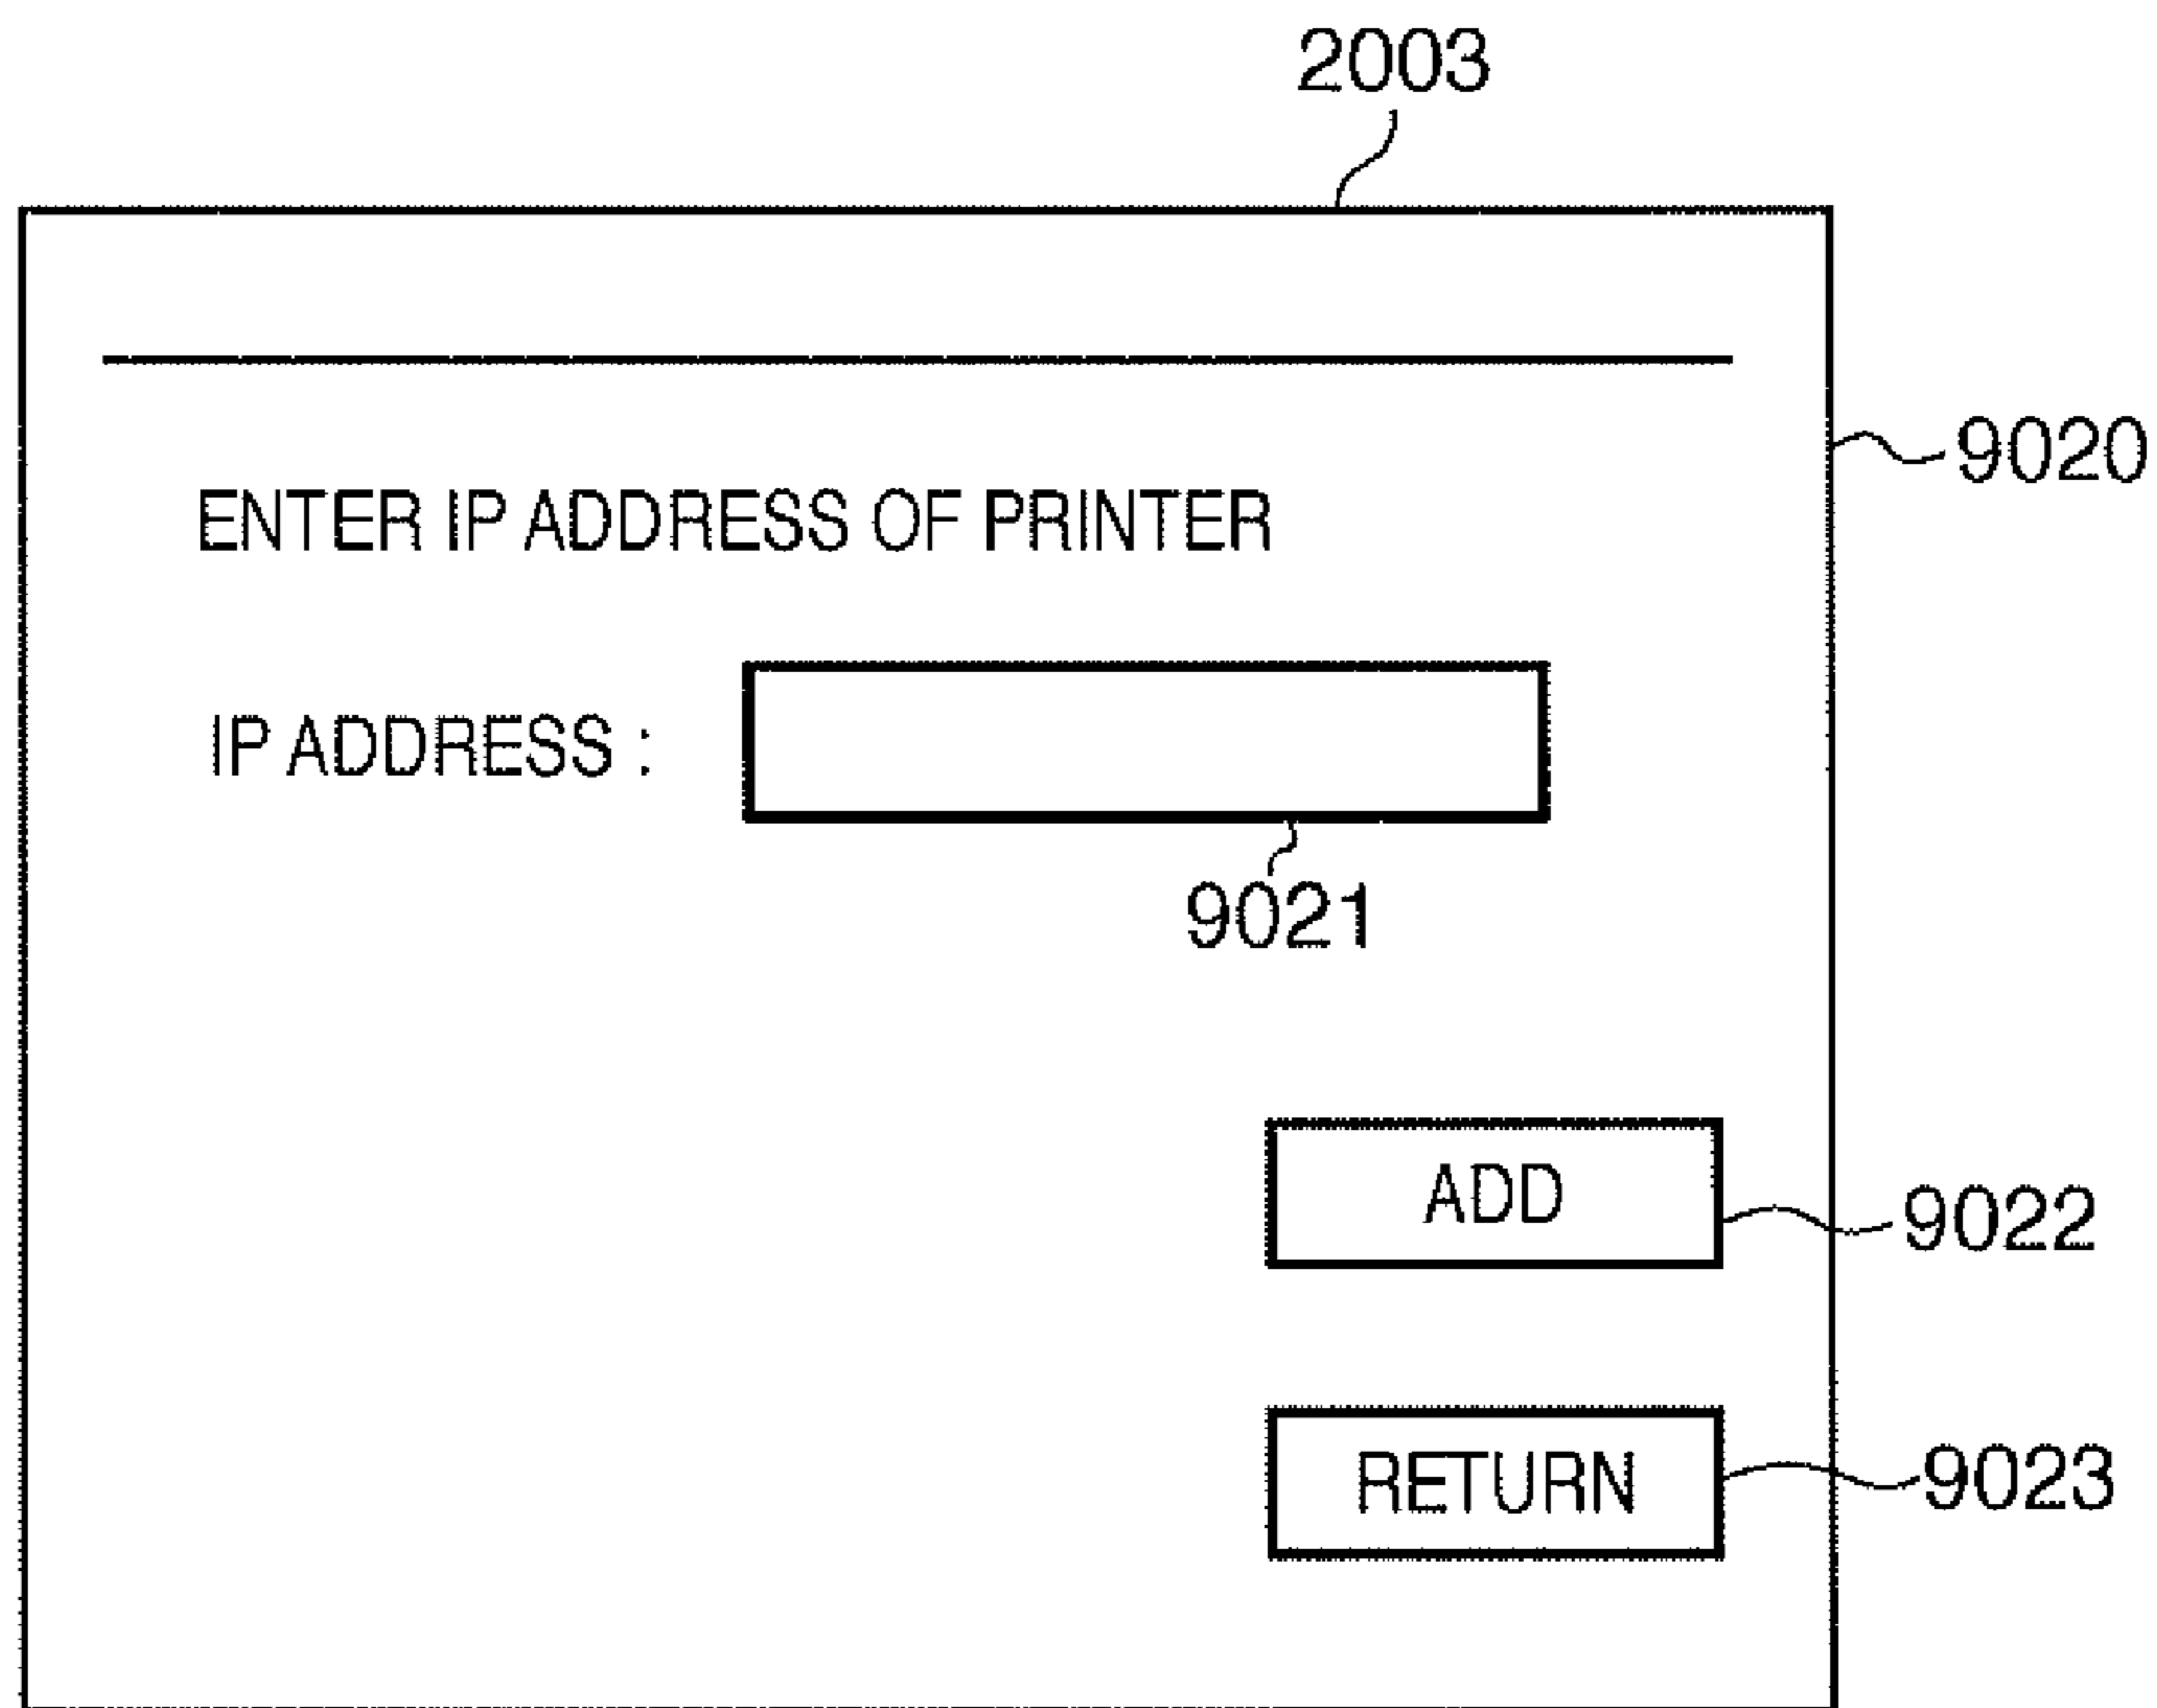 2003
9020
ENTER IP ADDRESS OF PRINTER
IP ADDRESS :
9021
ADD
9022
RETURN
9023